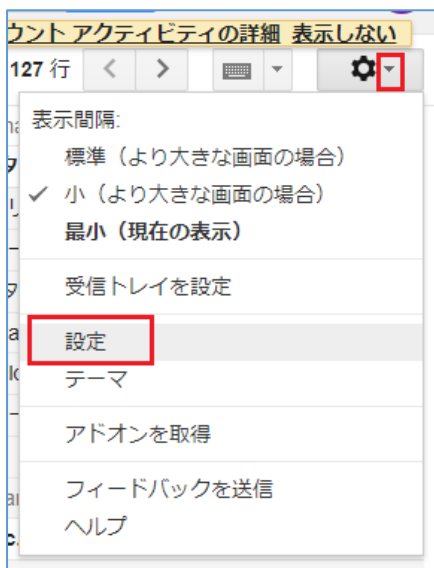 ウント アクティビティの詳細 表示しない
127 行
表示間隔:
標準（より大きな画面の場合）
小（より大きな画面の場合）
最小（現在の表示）
受信トレイを設定
設定
テーマ
アドオンを取得
フィードバックを送信
ヘルプ